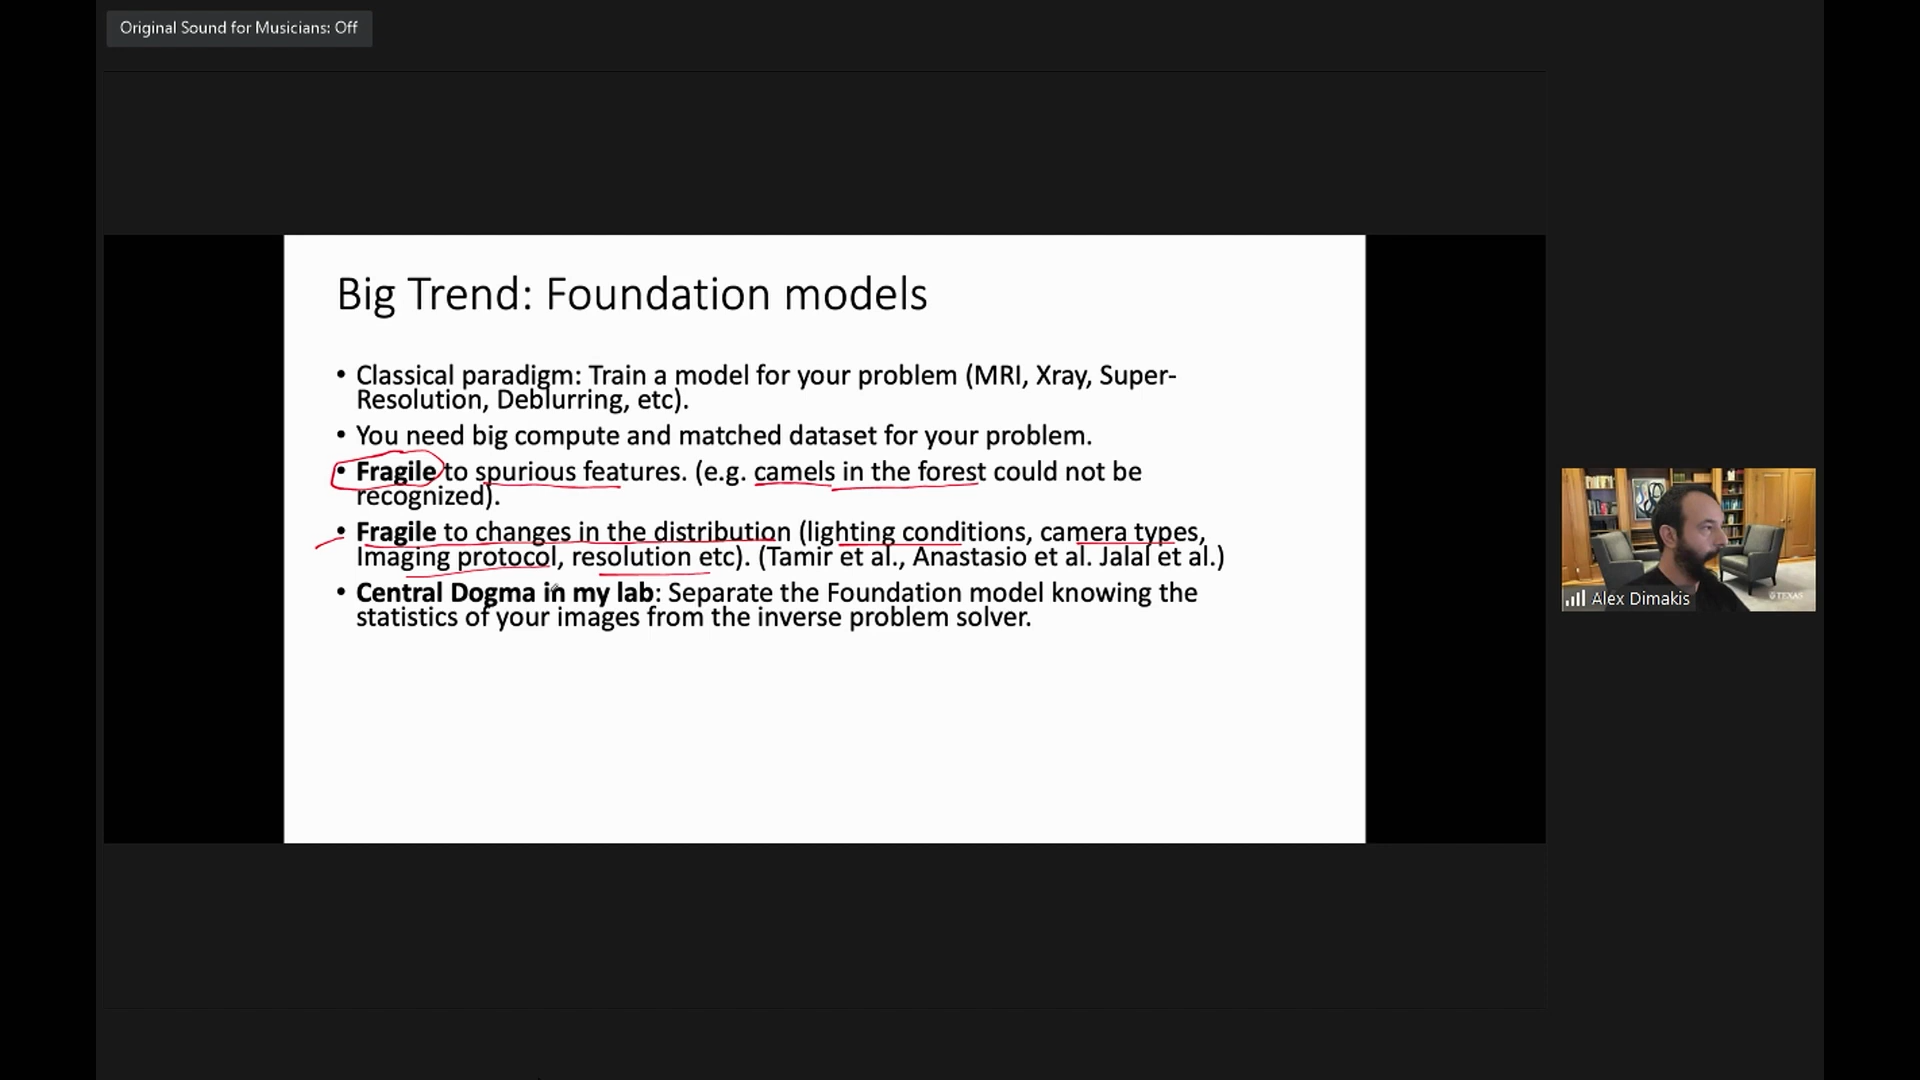 Original Sound for Musicians: Off
Big Trend: Foundation models
• Classical paradigm: Train a model for your problem (MRI, Xray, Super-
Resolution, Deblurring, etc).
• You need big compute and matched dataset for your problem.
• Fragile to spurious features. (e.g. camels in the forest could not be
recognized).
• Fragile to changes in the distribution (lighting conditions, camera types,
Imaging protocol, resolution etc). (Tamir et al., Anastasio et al. Jalal et al.)
• Central Dogma in my lab: Separate the Foundation model knowing the
statistics of your images from the inverse problem solver.
TEXAS
Alex Dimakis